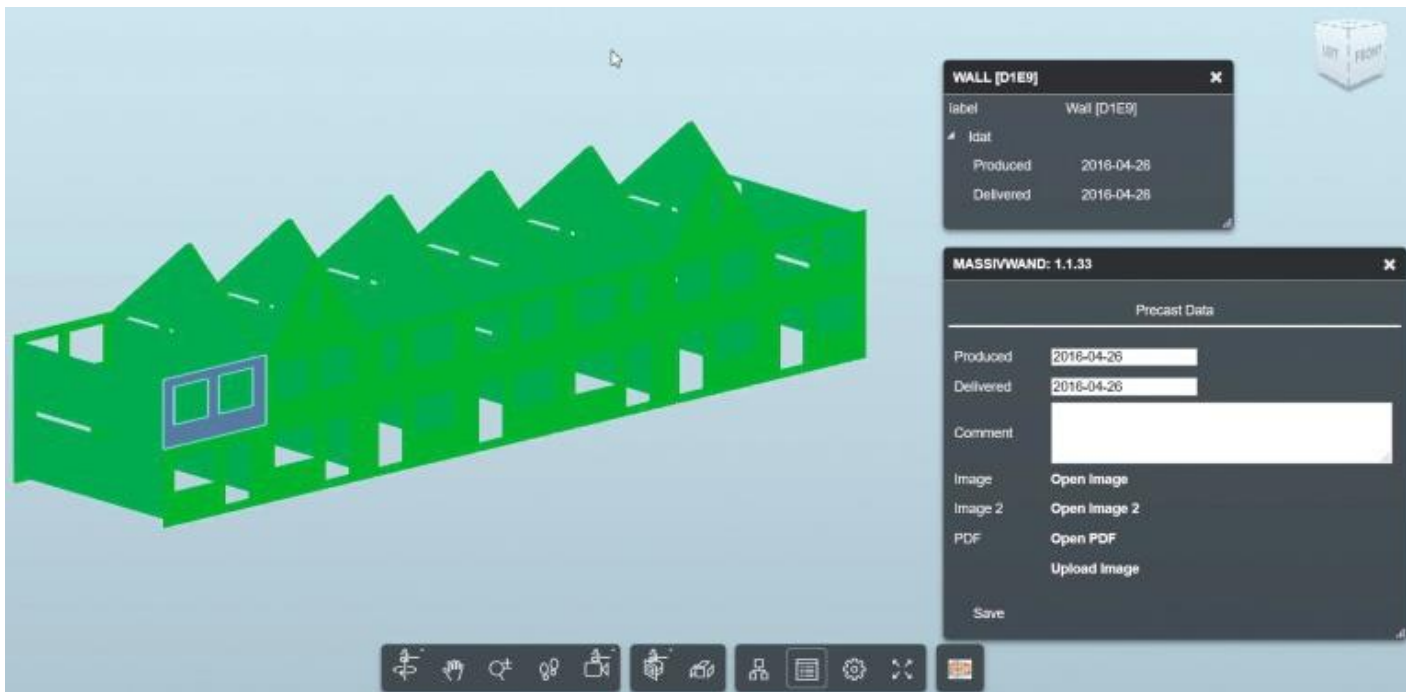 LEFT FRONT
WALL [D1E9]
label Wall [D1E9]
Idat
Produced 2016-04-26
Delivered 2016-04-26
MASSIVWAND: 1.1.33
Precast Data
Produced 2016-04-26
Delivered 2016-04-26
Comment
Image Open Image
Image 2 Open Image 2
PDF Open PDF
Upload Image
Save